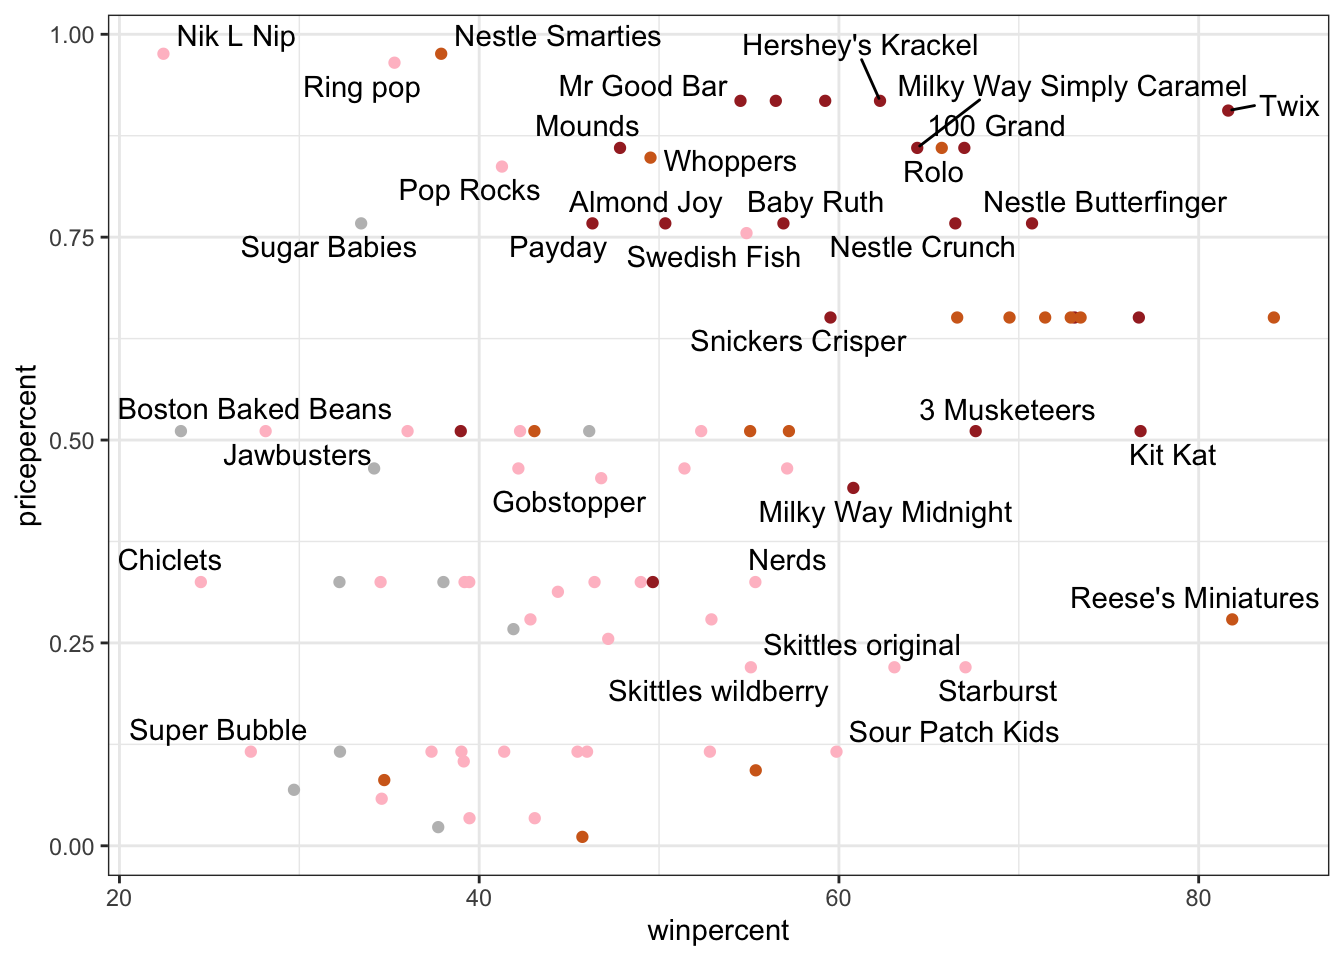 1.00
0.75
0.50
0.25
0.00
pricepercent
Nik L Nip
Nestle Smarties
Hershey's Krackel
Ring pop
Mr Good Bar
Milky Way Simply Caramel
Twix
Mounds
100 Grand
Whoppers
Rolo
Pop Rocks
Almond Joy
Baby Ruth
Nestle Butterfinger
Sugar Babies
Payday
Swedish Fish
Nestle Crunch
Snickers Crisper
Boston Baked Beans
3 Musketeers
Jawbusters
Kit Kat
Gobstopper
Milky Way Midnight
Chiclets
Nerds
Reese's Miniatures
Skittles original
Skittles wildberry
Starburst
Super Bubble
Sour Patch Kids
20
40
60
80
winpercent